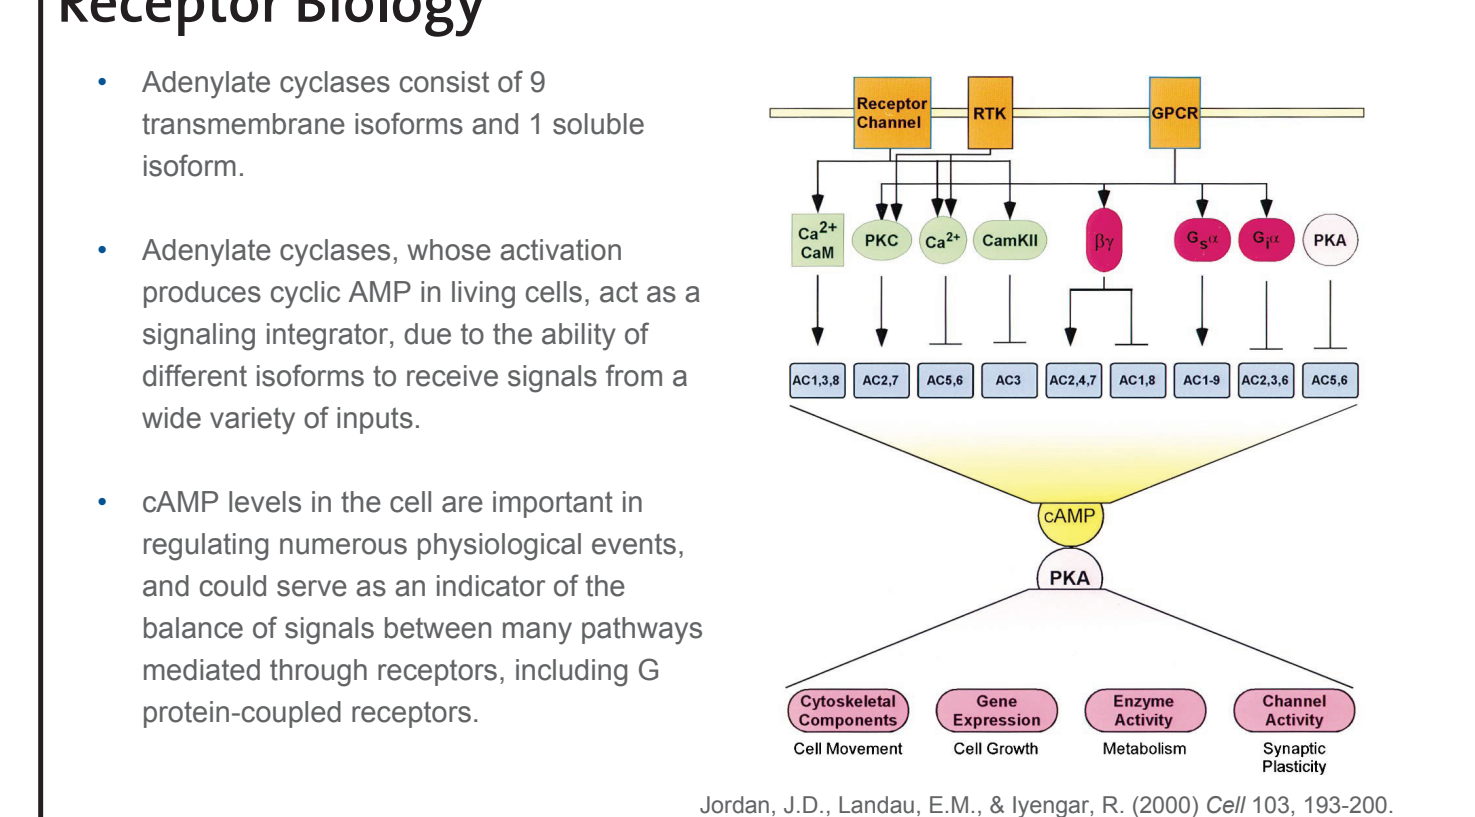 Receptor Biology
• Adenylate cyclases consist of 9
transmembrane isoforms and 1 soluble
isoform.
• Adenylate cyclases, whose activation
produces cyclic AMP in living cells, act as a
signaling integrator, due to the ability of
different isoforms to receive signals from a
wide variety of inputs.
• cAMP levels in the cell are important in
regulating numerous physiological events,
and could serve as an indicator of the
balance of signals between many pathways
mediated through receptors, including G
protein-coupled receptors.
Receptor
Channel
RTK
GPCR
Ca2+
CaM
PKC
Ca2+
CamKII
βγ
Gsα
Giα
PKA
AC1,3,8
AC2,7
AC5,6
AC3
AC2,4,7
AC1,8
AC1-9
AC2,3,6
AC5,6
cAMP
PKA
Cytoskeletal
Components
Gene
Expression
Enzyme
Activity
Channel
Activity
Cell Movement
Cell Growth
Metabolism
Synaptic
Plasticity
Jordan, J.D., Landau, E.M., & Iyengar, R. (2000) Cell 103, 193-200.